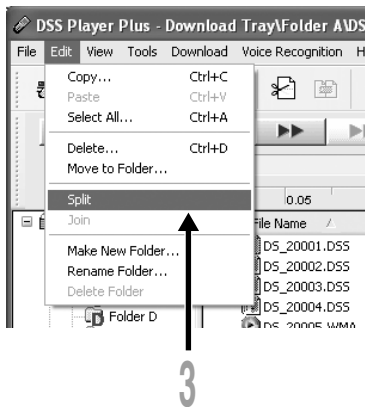 DSS Player Plus - Download Tray\Folder A\DS
File Edit View Tools Download Voice Recognition H
Copy... Ctrl+C
Paste Ctrl+V
Select All... Ctrl+A
Delete... Ctrl+D
Move to Folder...
Split
0.05
Join
File Name
Make New Folder...
DS_20001.DSS
Rename Folder...
DS_20002.DSS
Delete Folder
DS_20003.DSS
Folder D
DS_20004.DSS
DS_20005.WMA
3